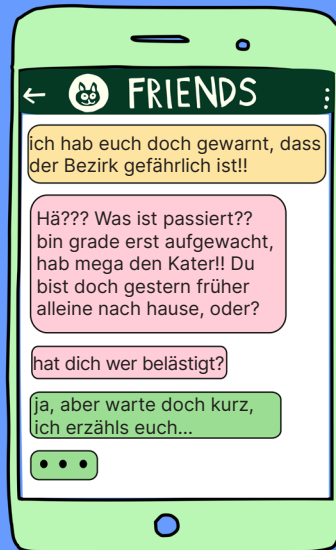 FRIENDS
ich hab euch doch gewarnt, dass
der Bezirk gefährlich ist!!
Hä??? Was ist passiert??
bin grade erst aufgewacht,
hab mega den Kater!! Du
bist doch gestern früher
alleine nach hause, oder?
hat dich wer belästigt?
ja, aber warte doch kurz,
ich erzähls euch...